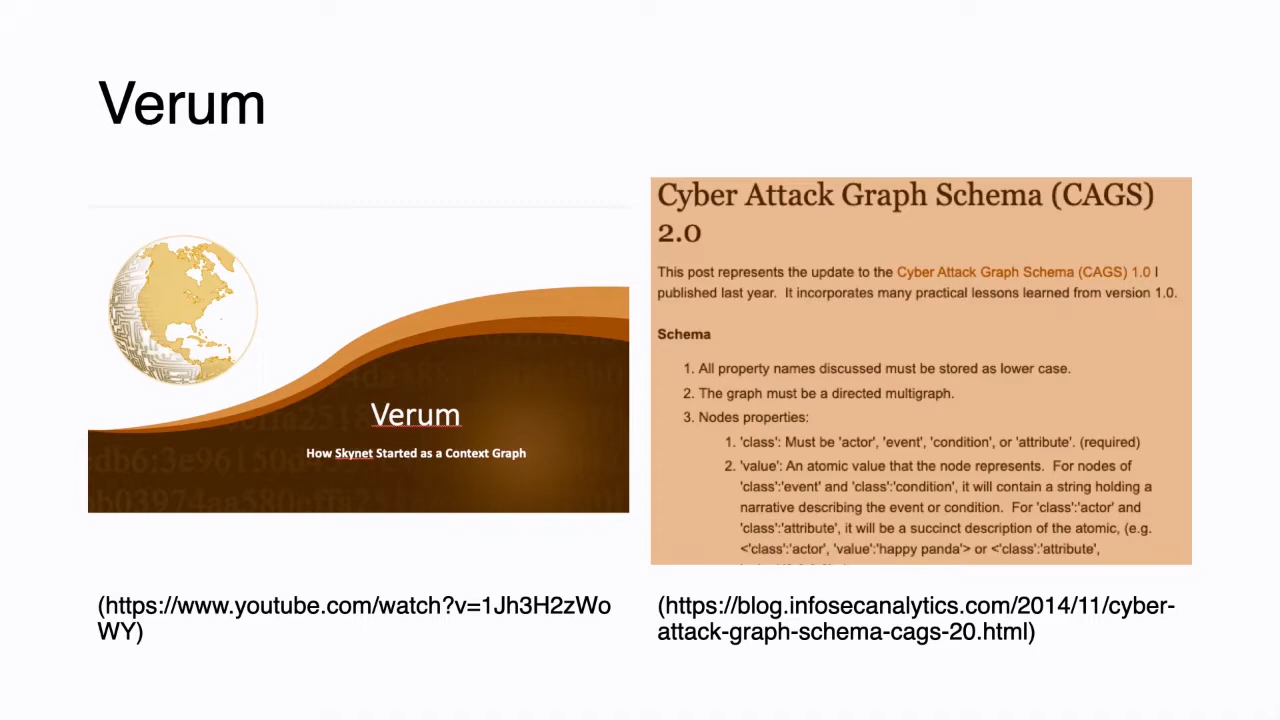 Verum
Verum
How Skynet Started as a Context Graph
(https://www.youtube.com/watch?v=1Jh3H2zWo
WY)
Cyber Attack Graph Schema (CAGS)
2.0
This post represents the update to the Cyber Attack Graph Schema (CAGS) 1.0 I
published last year.  It incorporates many practical lessons learned from version 1.0.
Schema
1. All property names discussed must be stored as lower case.
2. The graph must be a directed multigraph.
3. Nodes properties:
1. 'class': Must be 'actor', 'event', 'condition', or 'attribute'. (required)
2. 'value': An atomic value that the node represents.  For nodes of
'class':'event' and 'class':'condition', it will contain a string holding a
narrative describing the event or condition.  For 'class':'actor' and
'class':'attribute', it will be a succinct description of the atomic, (e.g.
<'class':'actor', 'value':'happy panda'> or <'class':'attribute',
(https://blog.infosecanalytics.com/2014/11/cyber-
attack-graph-schema-cags-20.html)